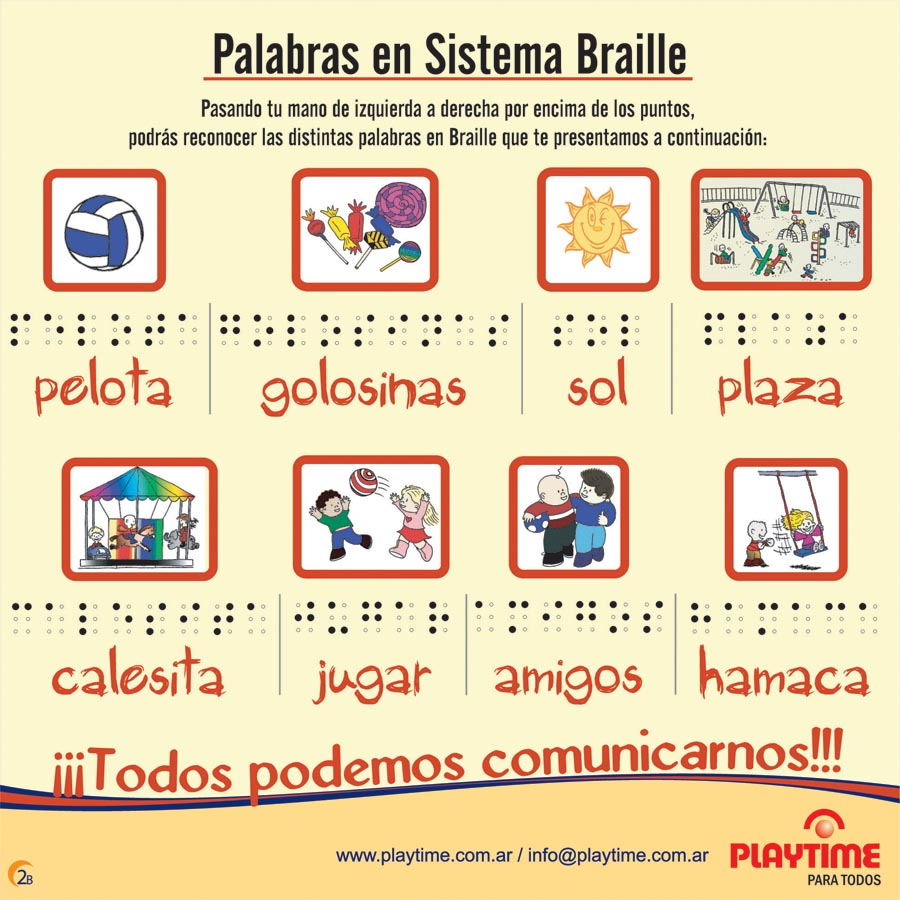 Palabras en Sistema Braille
Pasando tu mano de izquierda a derecha por encima de los puntos,
podrás reconocer las distintas palabras en Braille que te presentamos a continuación:
pelota golosinas sol plaza
calesita jugar amigos hamaca
¡¡¡Todos podemos comunicarnos!!!
www.playtime.com.ar / info@playtime.com.ar
PLAYTIME
PARA TODOS
2B